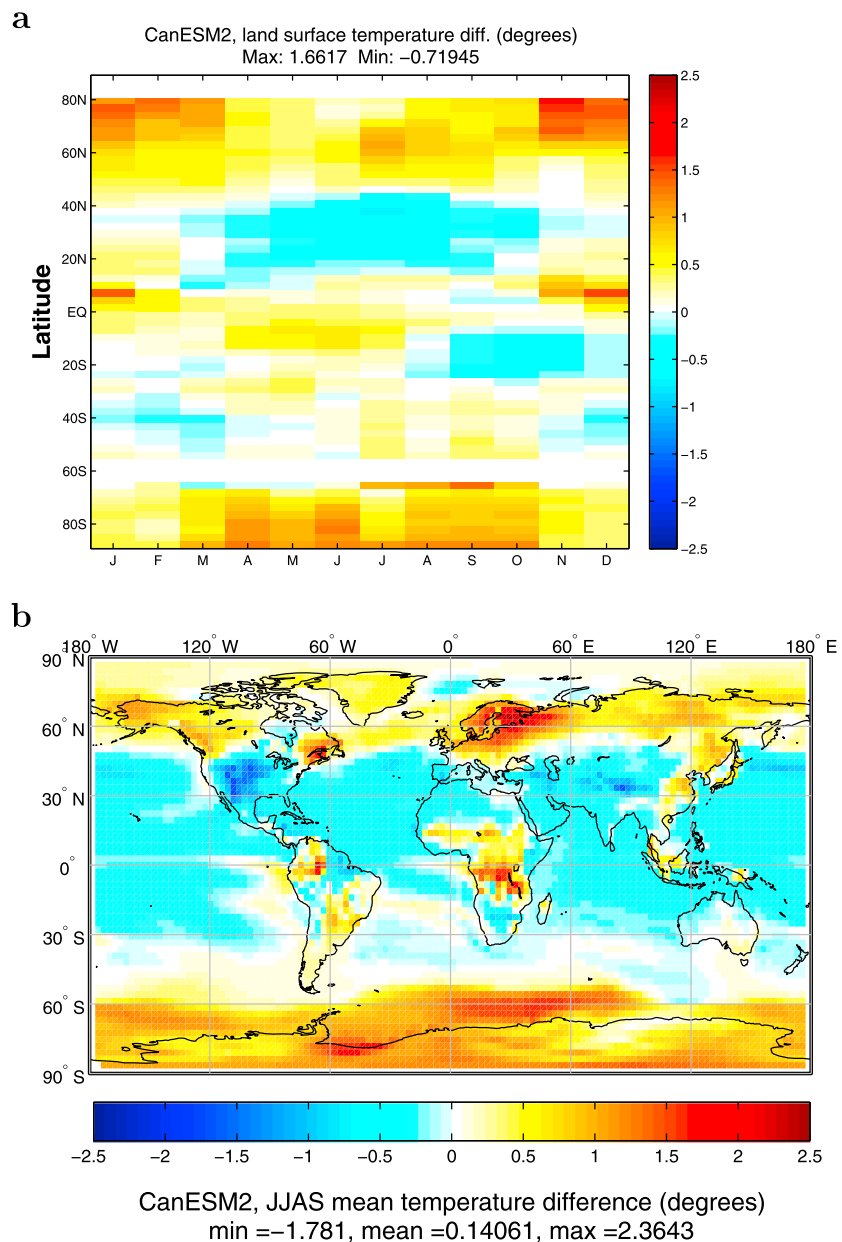 a
CanESM2, land surface temperature diff. (degrees)
Max: 1.6617 Min: −0.71945
80N
60N
40N
20N
EQ
20S
40S
60S
80S
Latitude
J F M A M J J A S O N D
2.5
2
1.5
1
0.5
0
−0.5
−1
−1.5
−2
−2.5
b
180° W 120° W 60° W 0° 60° E 120° E 180° E
90° N
60° N
30° N
0°
30° S
60° S
90° S
−2.5 −2 −1.5 −1 −0.5 0 0.5 1 1.5 2 2.5
CanESM2, JJAS mean temperature difference (degrees)
min =−1.781, mean =0.14061, max =2.3643